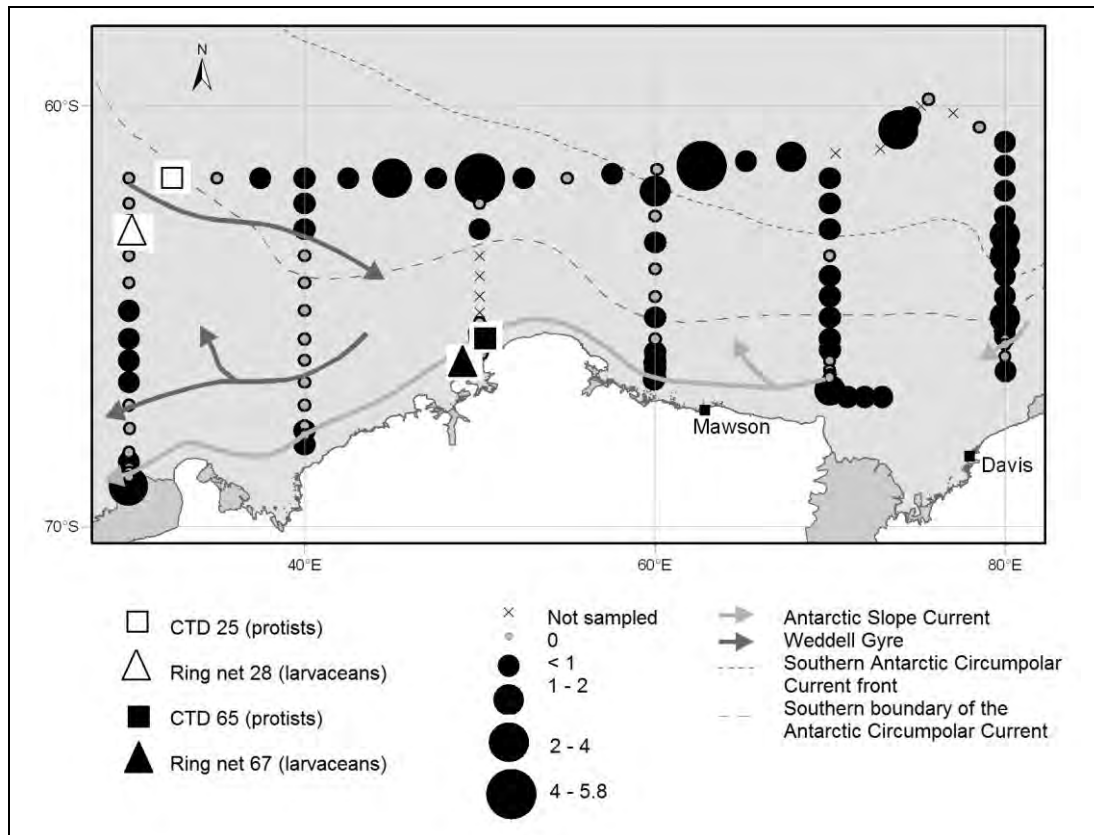 N
60°S
70°S
Mawson
Davis
40°E
60°E
80°E
CTD 25 (protists)
Ring net 28 (larvaceans)
CTD 65 (protists)
Ring net 67 (larvaceans)
Not sampled
0
< 1
1 - 2
2 - 4
4 - 5.8
Antarctic Slope Current
Weddell Gyre
Southern Antarctic Circumpolar
Current front
Southern boundary of the
Antarctic Circumpolar Current